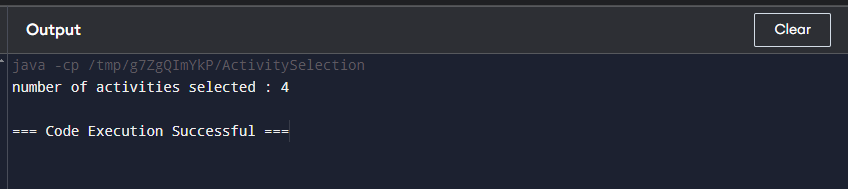 Output
Clear
java -cp /tmp/g7ZgQImYkP/ActivitySelection
number of activities selected : 4
=== Code Execution Successful ===